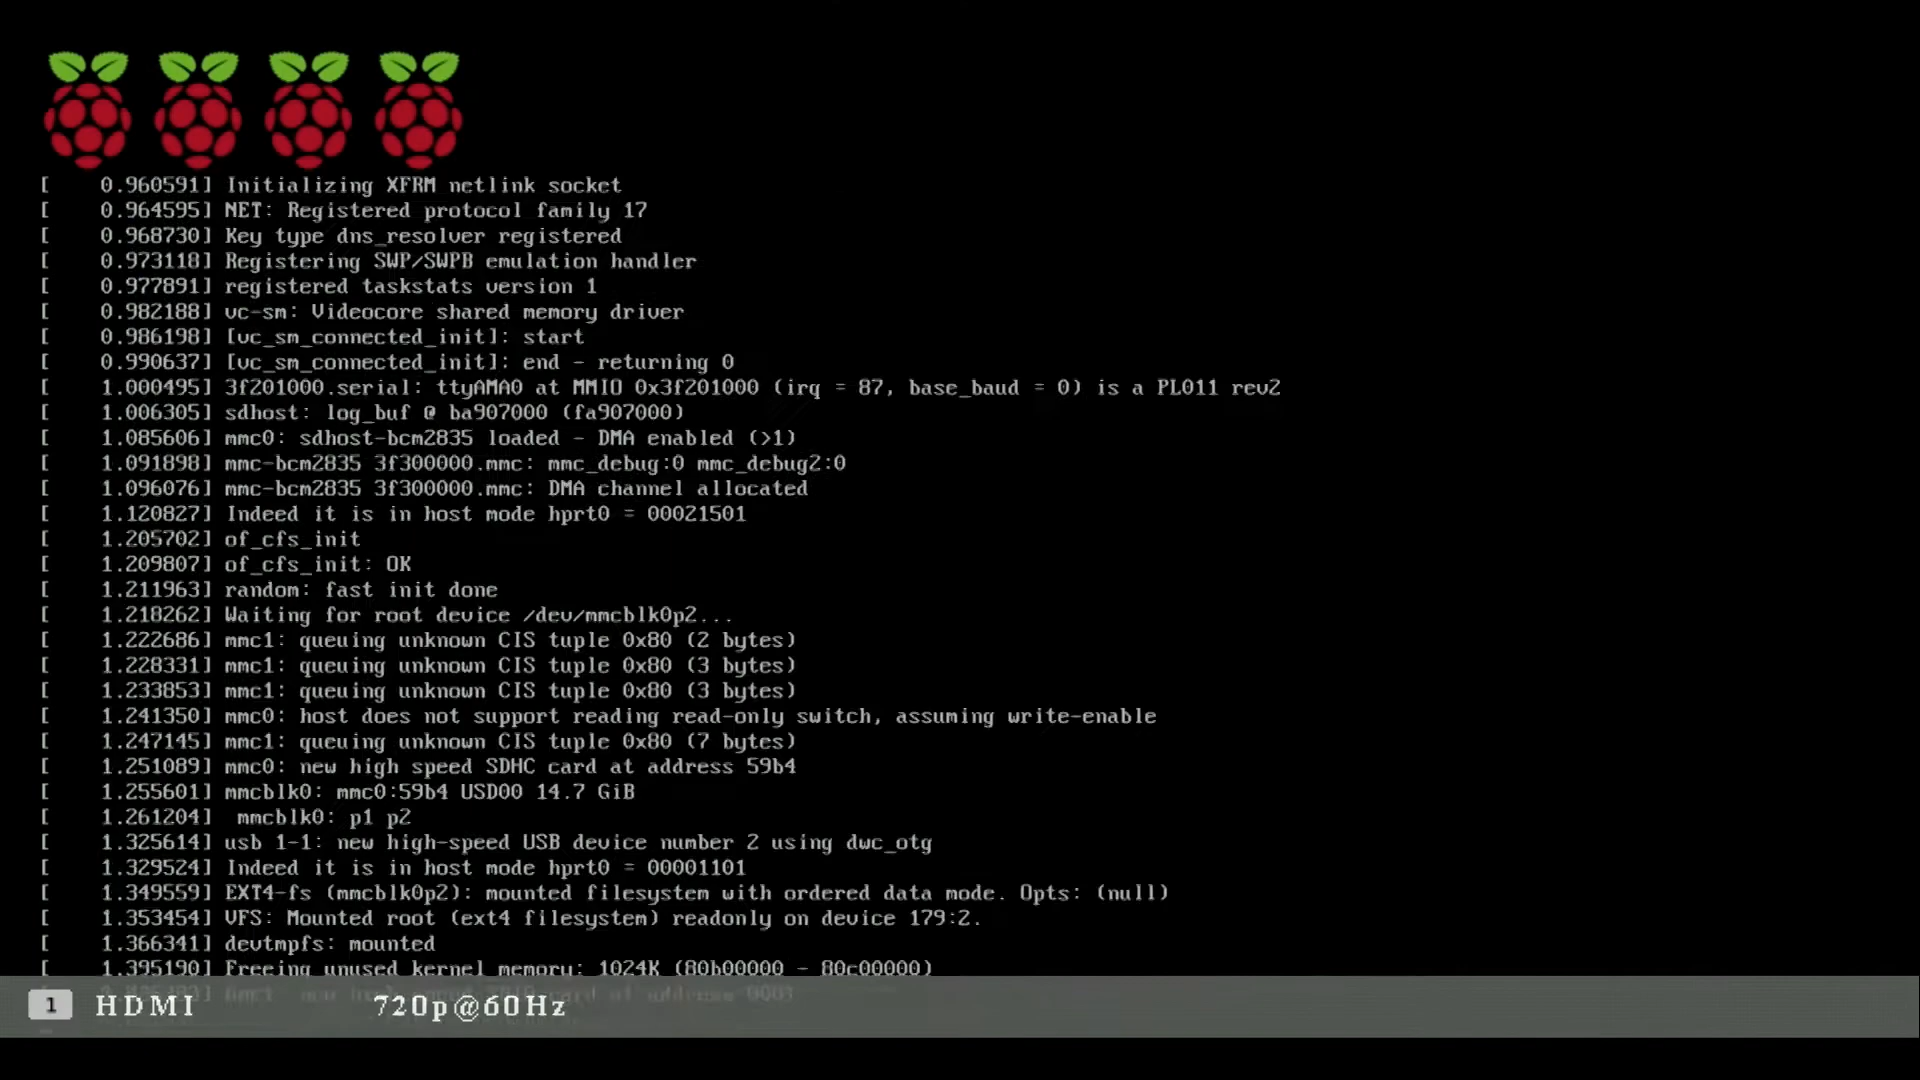 [    0.960591] Initializing XFRM netlink socket
[    0.964595] NET: Registered protocol family 17
[    0.968730] Key type dns_resolver registered
[    0.973118] Registering SWP/SWPB emulation handler
[    0.977891] registered taskstats version 1
[    0.982188] vc-sm: Videocore shared memory driver
[    0.986198] [vc_sm_connected_init]: start
[    0.990637] [vc_sm_connected_init]: end - returning 0
[    1.000495] 3f201000.serial: ttyAMA0 at MMIO 0x3f201000 (irq = 87, base_baud = 0) is a PL011 rev2
[    1.006305] sdhost: log_buf @ ba907000 (fa907000)
[    1.085606] mmc0: sdhost-bcm2835 loaded - DMA enabled (>1)
[    1.091898] mmc-bcm2835 3f300000.mmc: mmc_debug:0 mmc_debug2:0
[    1.096076] mmc-bcm2835 3f300000.mmc: DMA channel allocated
[    1.120827] Indeed it is in host mode hprt0 = 00021501
[    1.205702] of_cfs_init
[    1.209807] of_cfs_init: OK
[    1.211963] random: fast init done
[    1.218262] Waiting for root device /dev/mmcblk0p2...
[    1.222686] mmc1: queuing unknown CIS tuple 0x80 (2 bytes)
[    1.228331] mmc1: queuing unknown CIS tuple 0x80 (3 bytes)
[    1.233853] mmc1: queuing unknown CIS tuple 0x80 (3 bytes)
[    1.241350] mmc0: host does not support reading read-only switch, assuming write-enable
[    1.247145] mmc1: queuing unknown CIS tuple 0x80 (7 bytes)
[    1.251089] mmc0: new high speed SDHC card at address 59b4
[    1.255601] mmcblk0: mmc0:59b4 USD00 14.7 GiB
[    1.261204]  mmcblk0: p1 p2
[    1.325614] usb 1-1: new high-speed USB device number 2 using dwc_otg
[    1.329524] Indeed it is in host mode hprt0 = 00001101
[    1.349559] EXT4-fs (mmcblk0p2): mounted filesystem with ordered data mode. Opts: (null)
[    1.353454] VFS: Mounted root (ext4 filesystem) readonly on device 179:2.
[    1.366341] devtmpfs: mounted
[    1.395190] Freeing unused kernel memory: 1024K (80b00000 - 80c00000)
1 HDMI 720p@60Hz